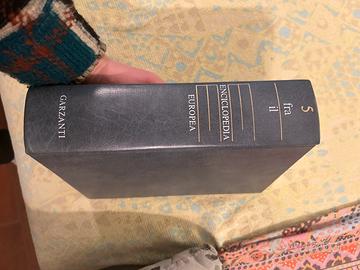 5
fra
il
ENCICLOPEDIA
EUROPEA
GARZANTI